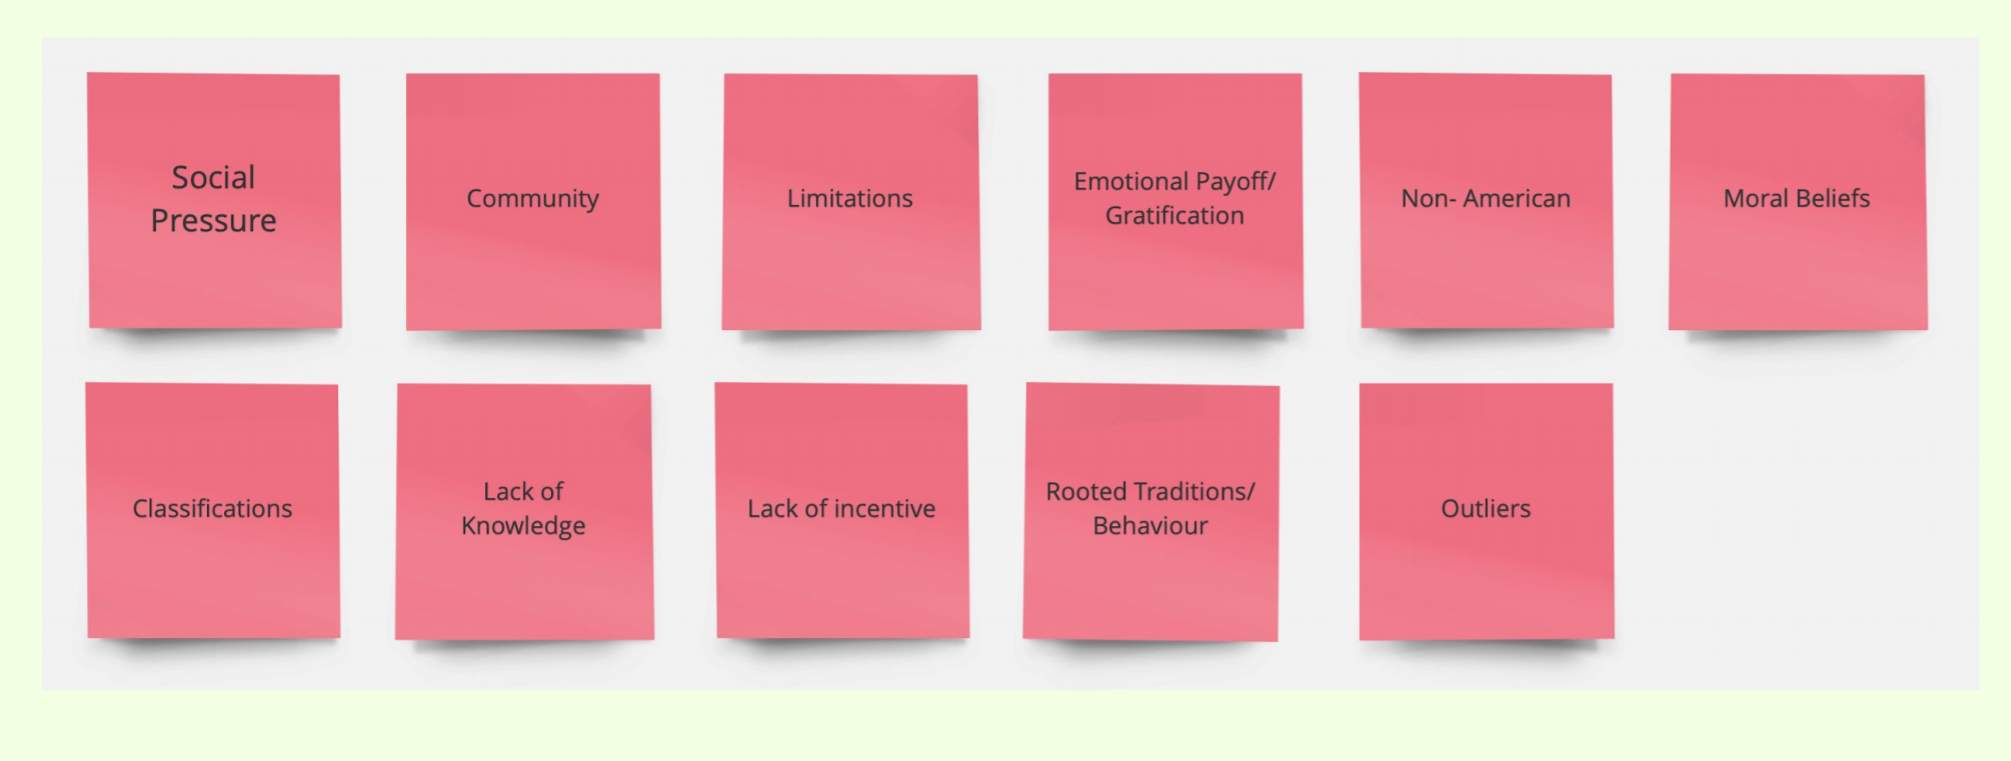 Social
Pressure
Community
Limitations
Emotional Payoff/
Gratification
Non- American
Moral Beliefs
Classifications
Lack of
Knowledge
Lack of incentive
Rooted Traditions/
Behaviour
Outliers